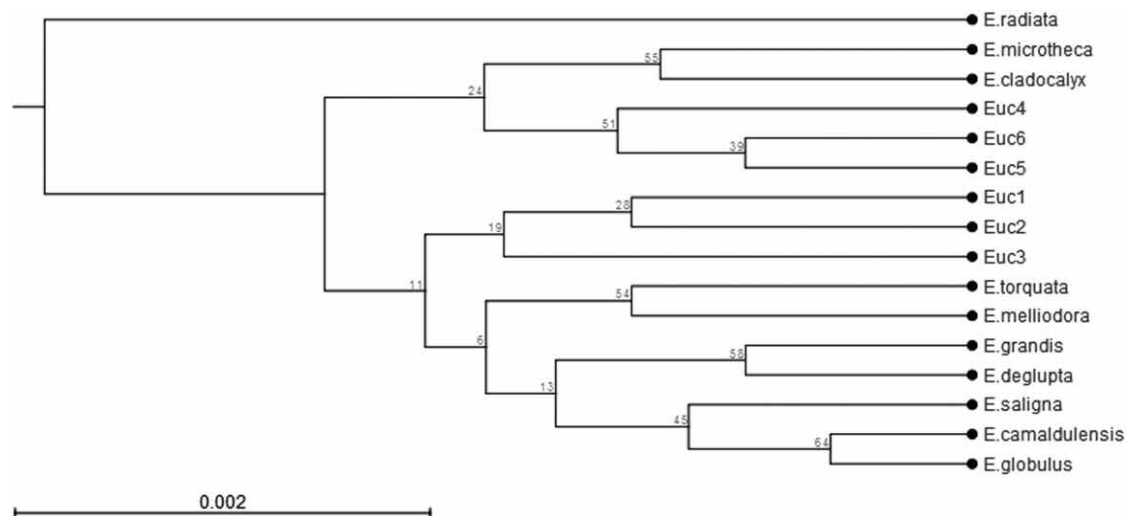 E.radiata
55
E.microtheca
E.cladocalyx
24
Euc4
51
Euc6
39
Euc5
Euc1
28
Euc2
19
Euc3
11
E.torquata
54
E.melliodora
6
E.grandis
58
E.deglupta
13
E.saligna
45
E.camaldulensis
64
E.globulus
0.002